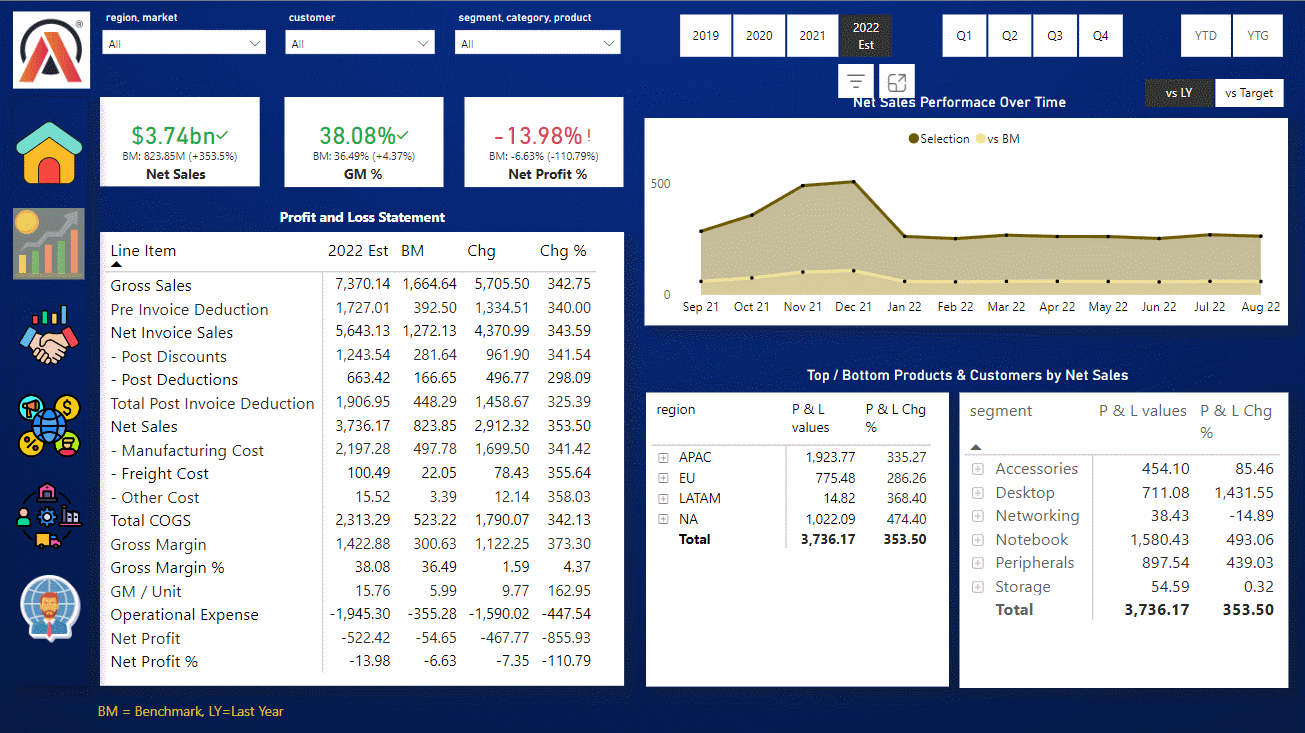 region, market
All
customer
All
segment, category, product
All
2019
2020
2021
2022
Est
Q1
Q2
Q3
Q4
YTD
YTG
vs LY
vs Target
®
$3.74bn
BM: 823.85M (+353.5%)
Net Sales
38.08%
BM: 36.49% (+4.37%)
GM %
-13.98% !
BM: -6.63% (-110.79%)
Net Profit %
Net Sales Performace Over Time
Selection vs BM
500
0
Sep 21 Oct 21 Nov 21 Dec 21 Jan 22 Feb 22 Mar 22 Apr 22 May 22 Jun 22 Jul 22 Aug 22
Profit and Loss Statement
Line Item 2022 Est BM Chg Chg %
Gross Sales 7,370.14 1,664.64 5,705.50 342.75
Pre Invoice Deduction 1,727.01 392.50 1,334.51 340.00
Net Invoice Sales 5,643.13 1,272.13 4,370.99 343.59
- Post Discounts 1,243.54 281.64 961.90 341.54
- Post Deductions 663.42 166.65 496.77 298.09
Total Post Invoice Deduction 1,906.95 448.29 1,458.67 325.39
Net Sales 3,736.17 823.85 2,912.32 353.50
- Manufacturing Cost 2,197.28 497.78 1,699.50 341.42
- Freight Cost 100.49 22.05 78.43 355.64
- Other Cost 15.52 3.39 12.14 358.03
Total COGS 2,313.29 523.22 1,790.07 342.13
Gross Margin 1,422.88 300.63 1,122.25 373.30
Gross Margin % 38.08 36.49 1.59 4.37
GM / Unit 15.76 5.99 9.77 162.95
Operational Expense -1,945.30 -355.28 -1,590.02 -447.54
Net Profit -522.42 -54.65 -467.77 -855.93
Net Profit % -13.98 -6.63 -7.35 -110.79
Top / Bottom Products & Customers by Net Sales
region P & L values P & L Chg %
APAC 1,923.77 335.27
EU 775.48 286.26
LATAM 14.82 368.40
NA 1,022.09 474.40
Total 3,736.17 353.50
segment P & L values P & L Chg %
Accessories 454.10 85.46
Desktop 711.08 1,431.55
Networking 38.43 -14.89
Notebook 1,580.43 493.06
Peripherals 897.54 439.03
Storage 54.59 0.32
Total 3,736.17 353.50
BM = Benchmark, LY=Last Year